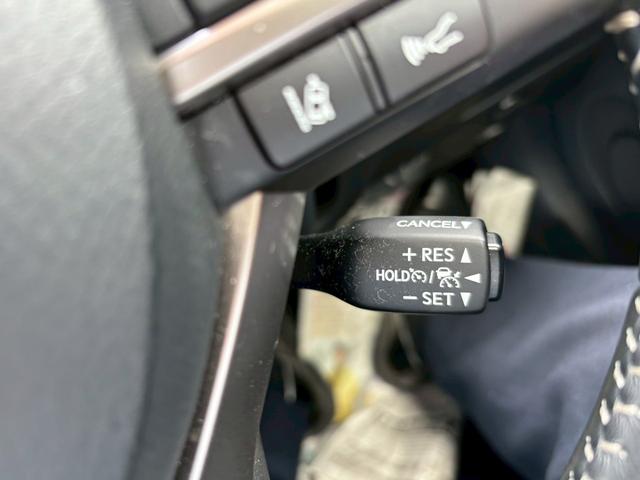 CANCEL▼
+ RES ▲
HOLD / ◀
− SET ▼